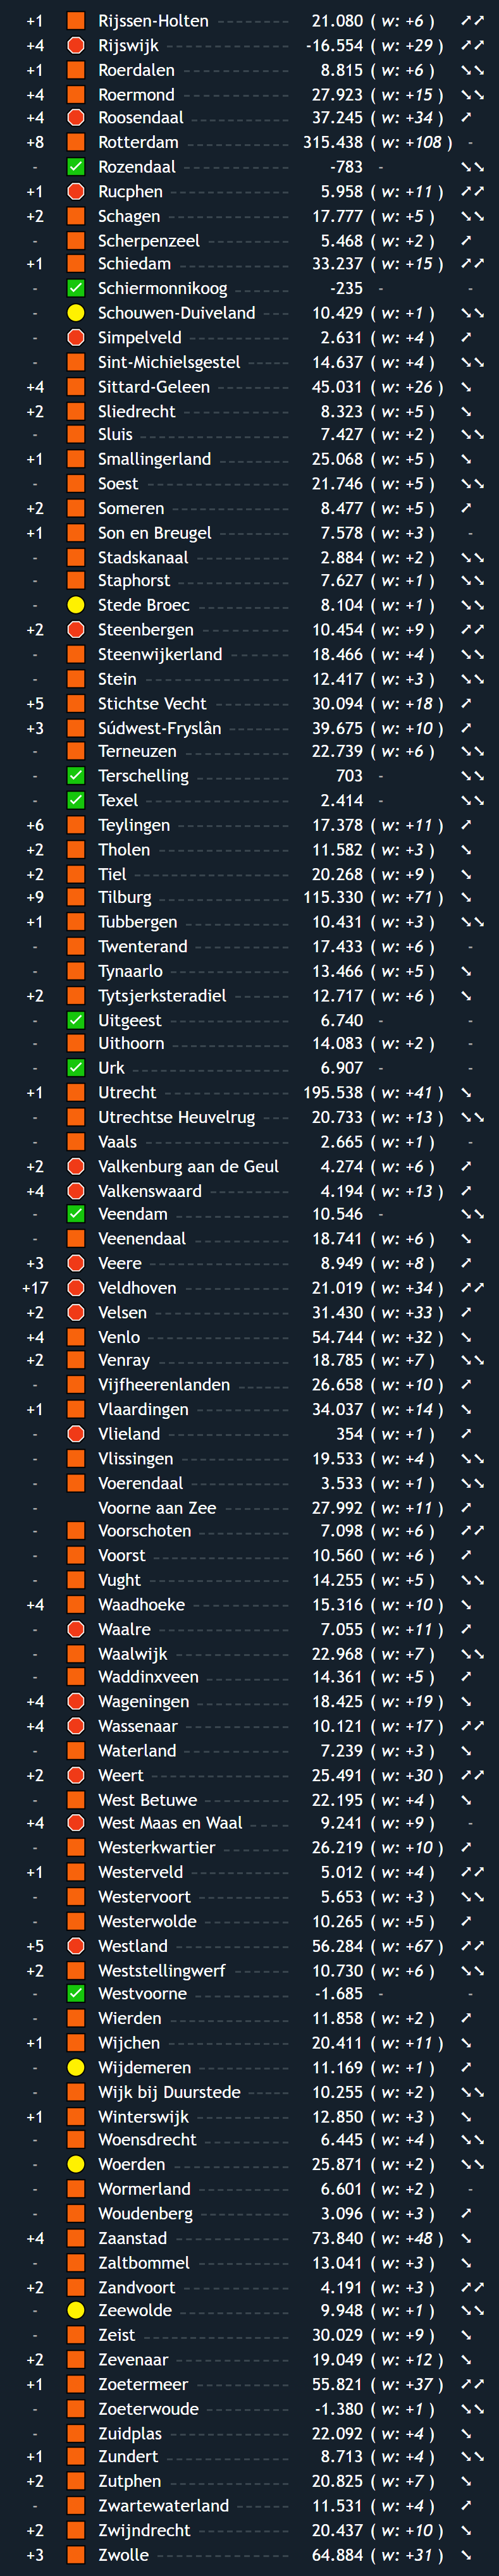 +1 Rijssen-Holten 21.080 ( w: +6 ) ➚➚
+4 Rijswijk -16.554 ( w: +29 ) ➚➚
+1 Roerdalen 8.815 ( w: +6 ) ➘➘
+4 Roermond 27.923 ( w: +15 ) ➘➘
+4 Roosendaal 37.245 ( w: +34 ) ➚
+8 Rotterdam 315.438 ( w: +108 ) -
- Rozendaal -783 - ➘➘
+1 Rucphen 5.958 ( w: +11 ) ➚➚
+2 Schagen 17.777 ( w: +5 ) ➘➘
- Scherpenzeel 5.468 ( w: +2 ) ➚
+1 Schiedam 33.237 ( w: +15 ) ➚➚
- Schiermonnikoog -235 - -
- Schouwen-Duiveland 10.429 ( w: +1 ) ➘➘
- Simpelveld 2.631 ( w: +4 ) ➚
- Sint-Michielsgestel 14.637 ( w: +4 ) ➘➘
+4 Sittard-Geleen 45.031 ( w: +26 ) ➘
+2 Sliedrecht 8.323 ( w: +5 ) ➘
- Sluis 7.427 ( w: +2 ) ➘➘
+1 Smallingerland 25.068 ( w: +5 ) ➘
- Soest 21.746 ( w: +5 ) ➘➘
+2 Someren 8.477 ( w: +5 ) ➚
+1 Son en Breugel 7.578 ( w: +3 ) -
- Stadskanaal 2.884 ( w: +2 ) ➘➘
- Staphorst 7.627 ( w: +1 ) ➘➘
- Stede Broec 8.104 ( w: +1 ) ➘➘
+2 Steenbergen 10.454 ( w: +9 ) ➚➚
- Steenwijkerland 18.466 ( w: +4 ) ➘➘
- Stein 12.417 ( w: +3 ) ➘➘
+5 Stichtse Vecht 30.094 ( w: +18 ) ➚
+3 Súdwest-Fryslân 39.675 ( w: +10 ) ➚
- Terneuzen 22.739 ( w: +6 ) ➘➘
- Terschelling 703 - ➘➘
- Texel 2.414 - ➘➘
+6 Teylingen 17.378 ( w: +11 ) ➚
+2 Tholen 11.582 ( w: +3 ) ➘
+2 Tiel 20.268 ( w: +9 ) ➘
+9 Tilburg 115.330 ( w: +71 ) ➘
+1 Tubbergen 10.431 ( w: +3 ) ➘➘
- Twenterand 17.433 ( w: +6 ) -
- Tynaarlo 13.466 ( w: +5 ) ➘
+2 Tytsjerksteradiel 12.717 ( w: +6 ) ➘
- Uitgeest 6.740 - -
- Uithoorn 14.083 ( w: +2 ) -
- Urk 6.907 - -
+1 Utrecht 195.538 ( w: +41 ) ➘
- Utrechtse Heuvelrug 20.733 ( w: +13 ) ➘➘
- Vaals 2.665 ( w: +1 ) -
+2 Valkenburg aan de Geul 4.274 ( w: +6 ) ➚
+4 Valkenswaard 4.194 ( w: +13 ) ➚
- Veendam 10.546 - ➘➘
- Veenendaal 18.741 ( w: +6 ) ➘
+3 Veere 8.949 ( w: +8 ) ➚
+17 Veldhoven 21.019 ( w: +34 ) ➚➚
+2 Velsen 31.430 ( w: +33 ) ➚
+4 Venlo 54.744 ( w: +32 ) ➘
+2 Venray 18.785 ( w: +7 ) ➘➘
- Vijfheerenlanden 26.658 ( w: +10 ) ➚
+1 Vlaardingen 34.037 ( w: +14 ) ➘
- Vlieland 354 ( w: +1 ) ➚
- Vlissingen 19.533 ( w: +4 ) ➘➘
- Voerendaal 3.533 ( w: +1 ) ➘➘
- Voorne aan Zee 27.992 ( w: +11 ) ➚
- Voorschoten 7.098 ( w: +6 ) ➚➚
- Voorst 10.560 ( w: +6 ) ➚
- Vught 14.255 ( w: +5 ) ➘➘
+4 Waadhoeke 15.316 ( w: +10 ) ➘
- Waalre 7.055 ( w: +11 ) ➚
- Waalwijk 22.968 ( w: +7 ) ➘➘
- Waddinxveen 14.361 ( w: +5 ) ➚
+4 Wageningen 18.425 ( w: +19 ) ➘
+4 Wassenaar 10.121 ( w: +17 ) ➚➚
- Waterland 7.239 ( w: +3 ) ➘
+2 Weert 25.491 ( w: +30 ) ➚➚
- West Betuwe 22.195 ( w: +4 ) ➘
+4 West Maas en Waal 9.241 ( w: +9 ) -
- Westerkwartier 26.219 ( w: +10 ) ➚
+1 Westerveld 5.012 ( w: +4 ) ➚➚
- Westervoort 5.653 ( w: +3 ) ➘➘
- Westerwolde 10.265 ( w: +5 ) ➚
+5 Westland 56.284 ( w: +67 ) ➚➚
+2 Weststellingwerf 10.730 ( w: +6 ) ➘➘
- Westvoorne -1.685 - -
- Wierden 11.858 ( w: +2 ) ➚
+1 Wijchen 20.411 ( w: +11 ) ➘
- Wijdemeren 11.169 ( w: +1 ) ➚
- Wijk bij Duurstede 10.255 ( w: +2 ) ➘➘
+1 Winterswijk 12.850 ( w: +3 ) ➘
- Woensdrecht 6.445 ( w: +4 ) ➘➘
- Woerden 25.871 ( w: +2 ) ➘➘
- Wormerland 6.601 ( w: +2 ) -
- Woudenberg 3.096 ( w: +3 ) ➚
+4 Zaanstad 73.840 ( w: +48 ) ➘
- Zaltbommel 13.041 ( w: +3 ) ➘
+2 Zandvoort 4.191 ( w: +3 ) ➚➚
- Zeewolde 9.948 ( w: +1 ) ➘➘
- Zeist 30.029 ( w: +9 ) ➘
+2 Zevenaar 19.049 ( w: +12 ) ➘
+1 Zoetermeer 55.821 ( w: +37 ) ➚➚
- Zoeterwoude -1.380 ( w: +1 ) ➘➘
- Zuidplas 22.092 ( w: +4 ) ➘
+1 Zundert 8.713 ( w: +4 ) ➘➘
+2 Zutphen 20.825 ( w: +7 ) ➘
- Zwartewaterland 11.531 ( w: +4 ) ➚
+2 Zwijndrecht 20.437 ( w: +10 ) ➘
+3 Zwolle 64.884 ( w: +31 ) ➘